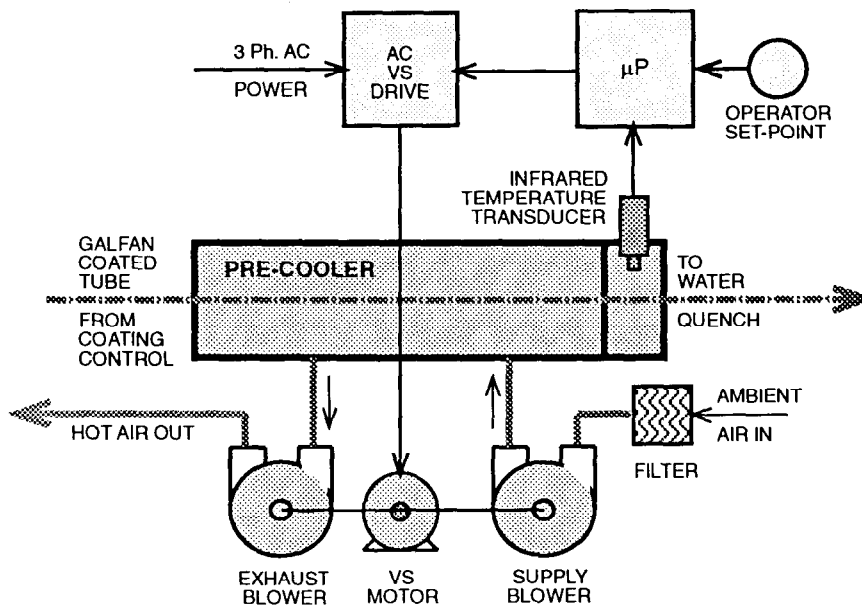 3 Ph. AC
POWER
AC
VS
DRIVE
µP
OPERATOR
SET-POINT
INFRARED
TEMPERATURE
TRANSDUCER
GALFAN
COATED
TUBE
PRE-COOLER
TO
WATER
QUENCH
FROM
COATING
CONTROL
HOT AIR OUT
AMBIENT
AIR IN
FILTER
EXHAUST
BLOWER
VS
MOTOR
SUPPLY
BLOWER